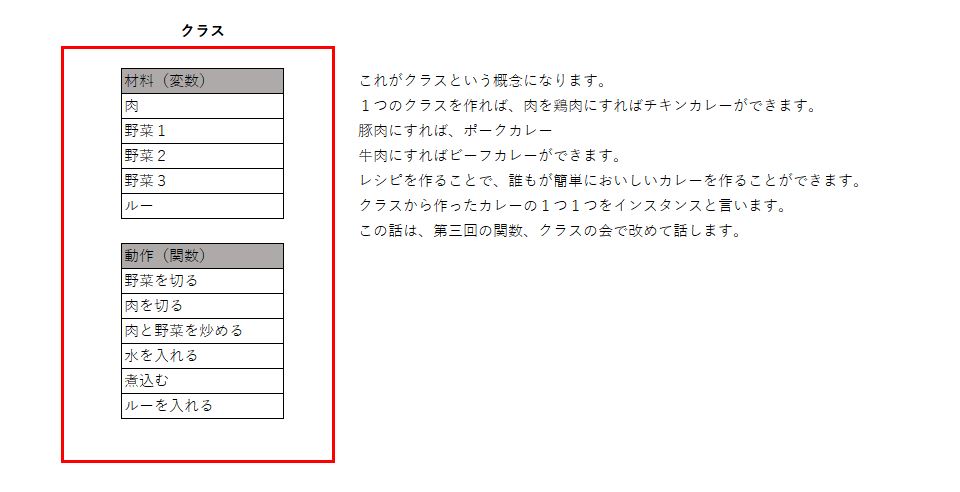 クラス
材料（変数）
肉
野菜１
野菜２
野菜３
ルー
動作（関数）
野菜を切る
肉を切る
肉と野菜を炒める
水を入れる
煮込む
ルーを入れる
これがクラスという概念になります。
１つのクラスを作れば、肉を鶏肉にすればチキンカレーができます。
豚肉にすれば、ポークカレー
牛肉にすればビーフカレーができます。
レシピを作ることで、誰もが簡単においしいカレーを作ることができます。
クラスから作ったカレーの１つ１つをインスタンスと言います。
この話は、第三回の関数、クラスの会で改めて話します。